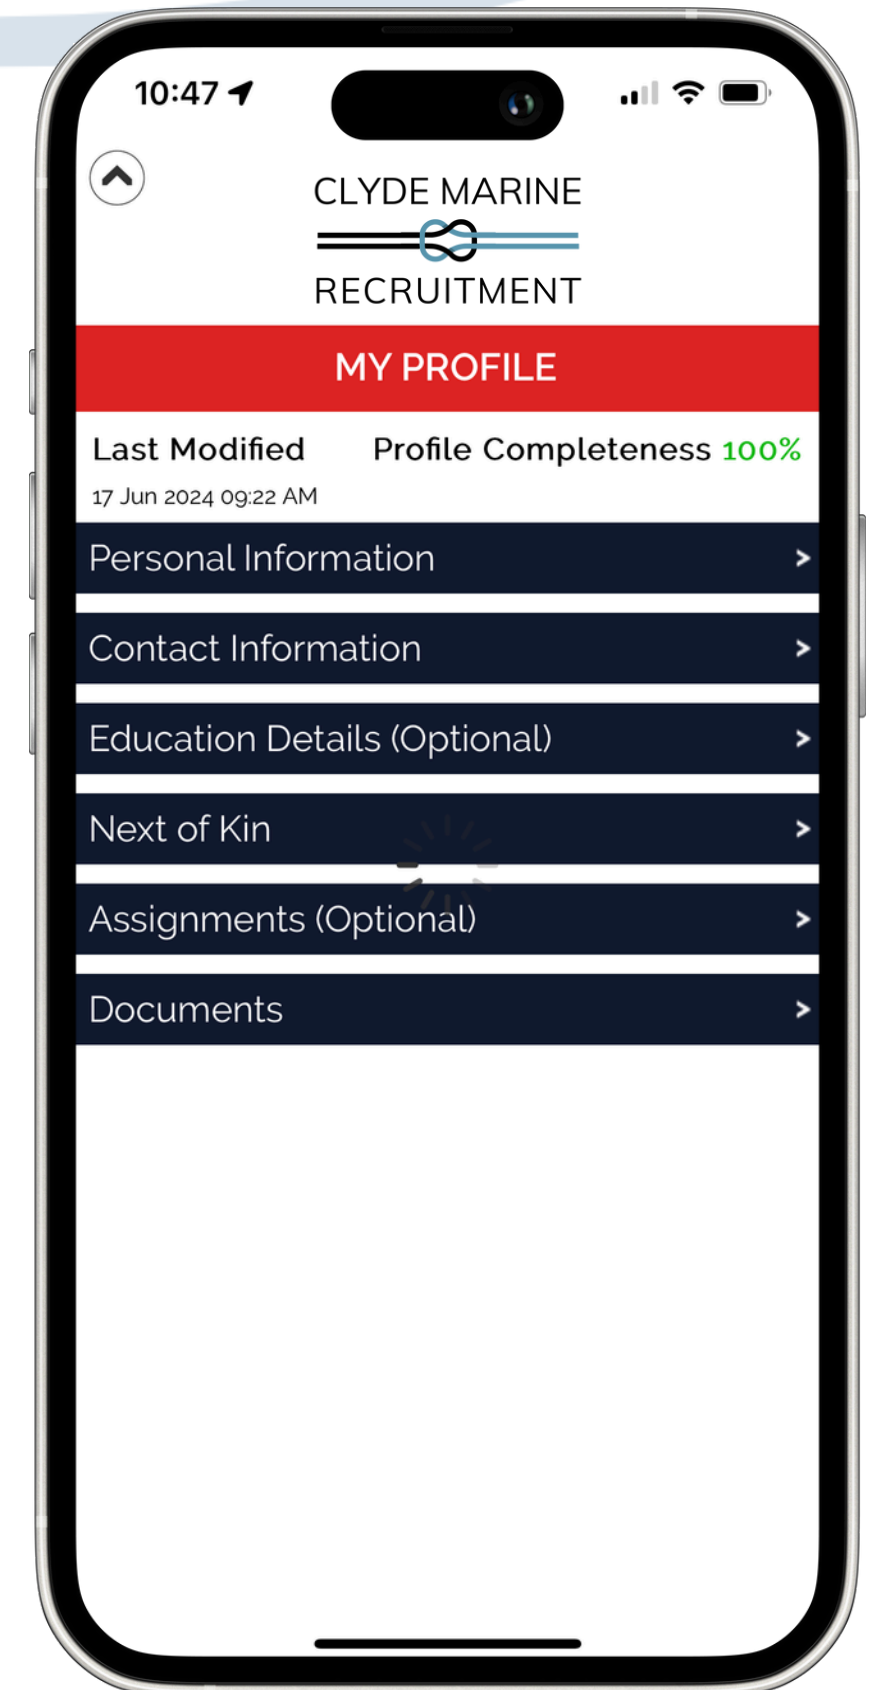 10:47
CLYDE MARINE
RECRUITMENT
MY PROFILE
Last Modified
Profile Completeness 100%
17 Jun 2024 09:22 AM
Personal Information >
Contact Information >
Education Details (Optional) >
Next of Kin >
Assignments (Optional) >
Documents >